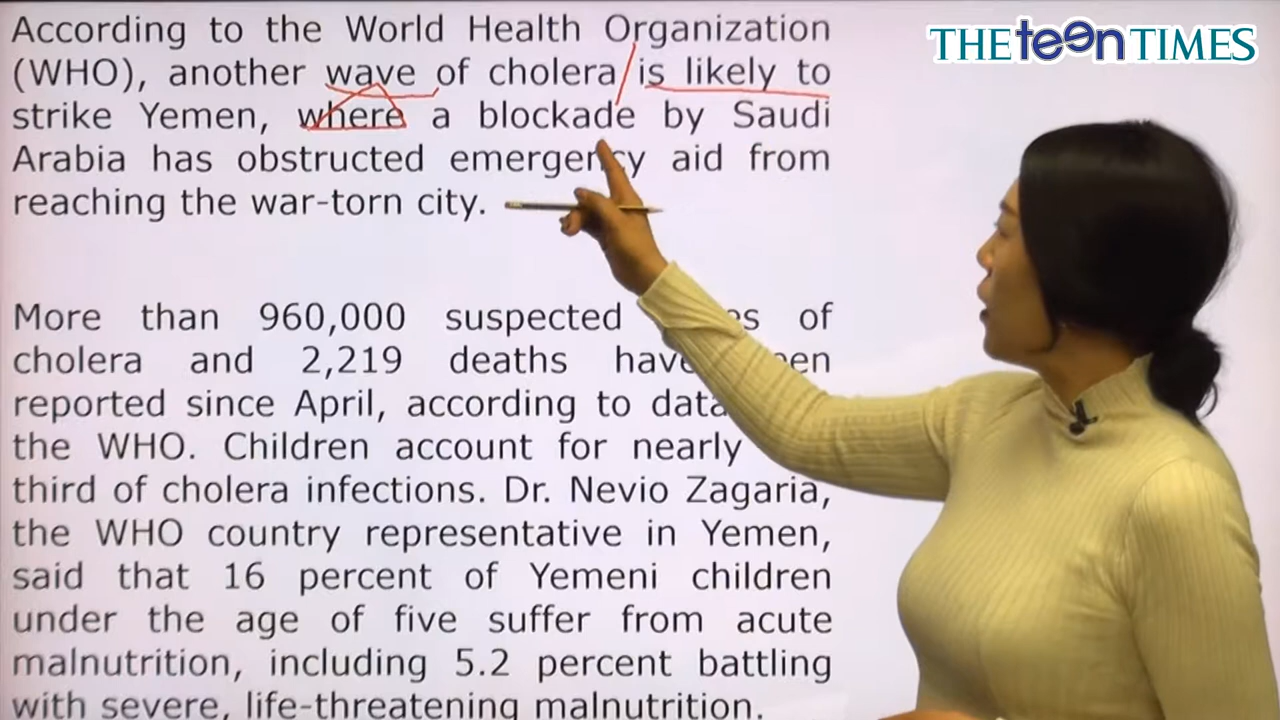 According to the World Health Organization
(WHO), another wave of cholera is likely to
strike Yemen, where a blockade by Saudi
Arabia has obstructed emergency aid from
reaching the war-torn city.
More than 960,000 suspected of
cholera and 2,219 deaths have
reported since April, according to data
the WHO. Children account for nearly
third of cholera infections. Dr. Nevio Zagaria,
the WHO country representative in Yemen,
said that 16 percent of Yemeni children
under the age of five suffer from acute
malnutrition, including 5.2 percent battling
with severe, life-threatening malnutrition.
THE teen TIMES